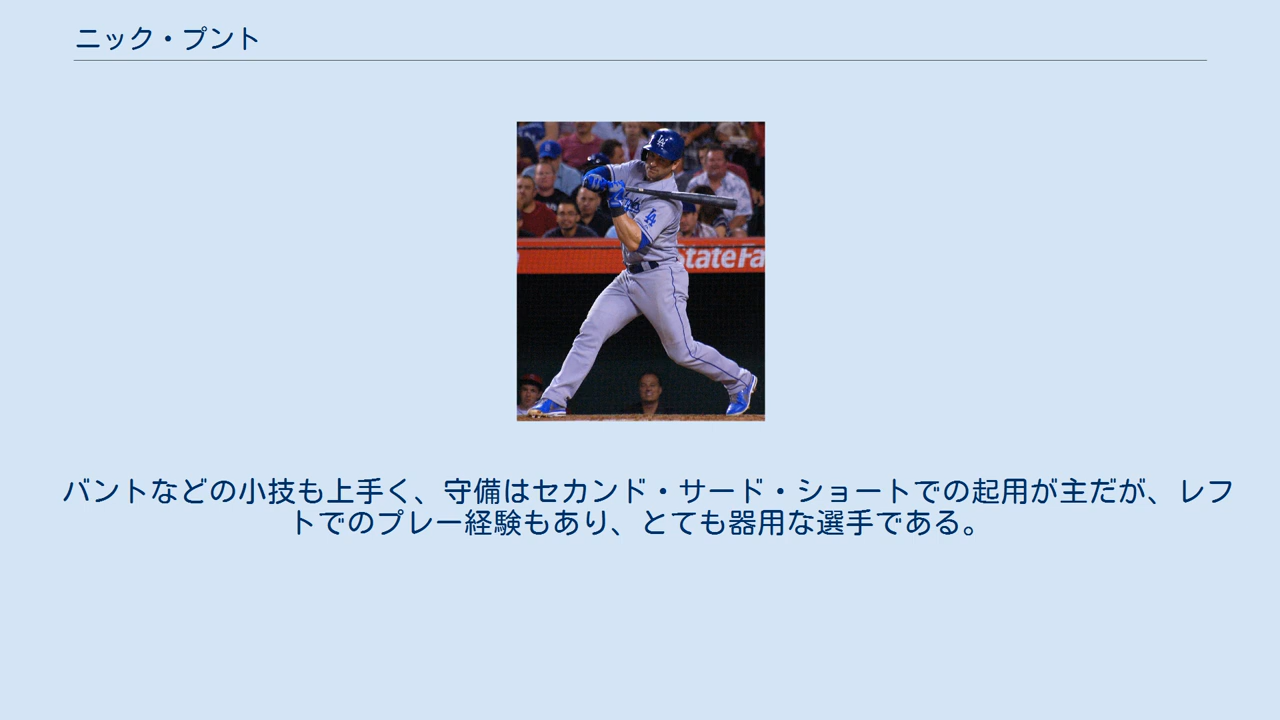 ニック・プント
LA
LA
StateFa
バントなどの小技も上手く、守備はセカンド・サード・ショートでの起用が主だが、レフ
トでのプレー経験もあり、とても器用な選手である。